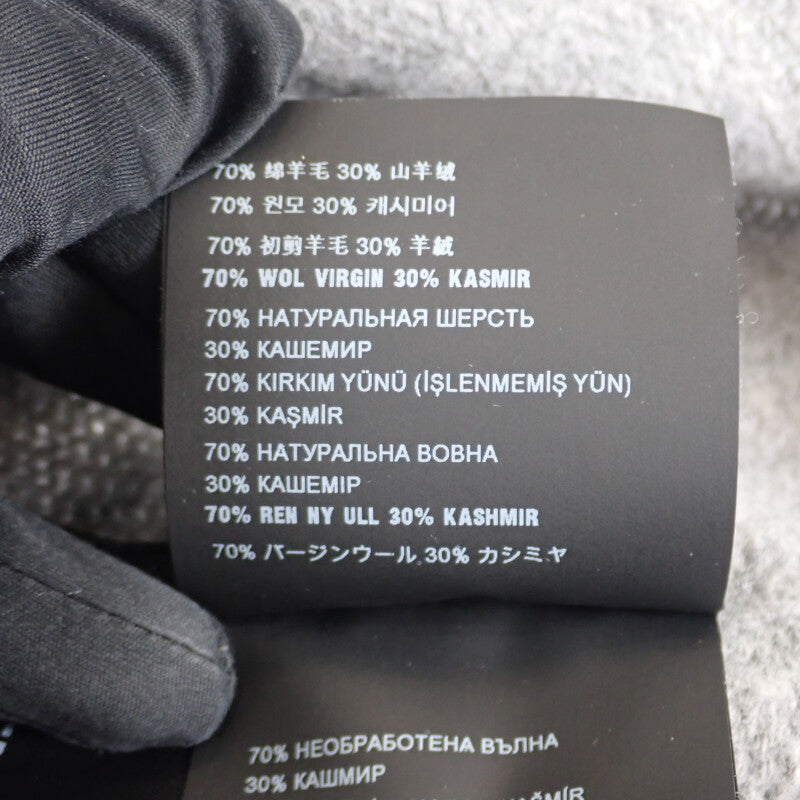 70% 绵羊毛 30% 山羊绒
70% 원모 30% 캐시미어
70% 初剪羊毛 30% 羊絨
70% WOL VIRGIN 30% KASMIR
70% НАТУРАЛЬНАЯ ШЕРСТЬ
30% КАШЕМИР
70% KIRKIM YÜNÜ (İŞLENMEMİŞ YÜN)
30% KAŞMİR
70% НАТУРАЛЬНА ВОВНА
30% КАШЕМІР
70% REN NY ULL 30% KASHMIR
70% バージンウール 30% カシミヤ
70% НЕОБРАБОТЕНА ВЪЛНА
30% КАШМИР